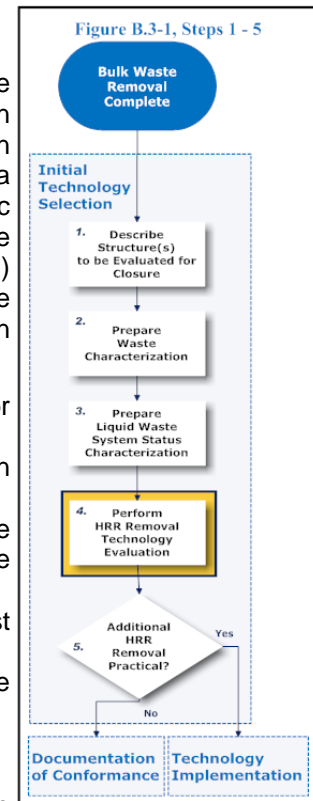 e
n
n
a
c
e
)
e
n
or
n
e
e
st
e
Figure B.3-1, Steps 1 - 5
Bulk Waste
Removal
Complete
Initial
Technology
Selection
1. Describe
Structure(s)
to be Evaluated for
Closure
2. Prepare
Waste
Characterization
3. Prepare
Liquid Waste
System Status
Characterization
4. Perform
HRR Removal
Technology
Evaluation
Additional
HRR
5. Removal
Practical?
Yes
No
Documentation
of Conformance
Technology
Implementation